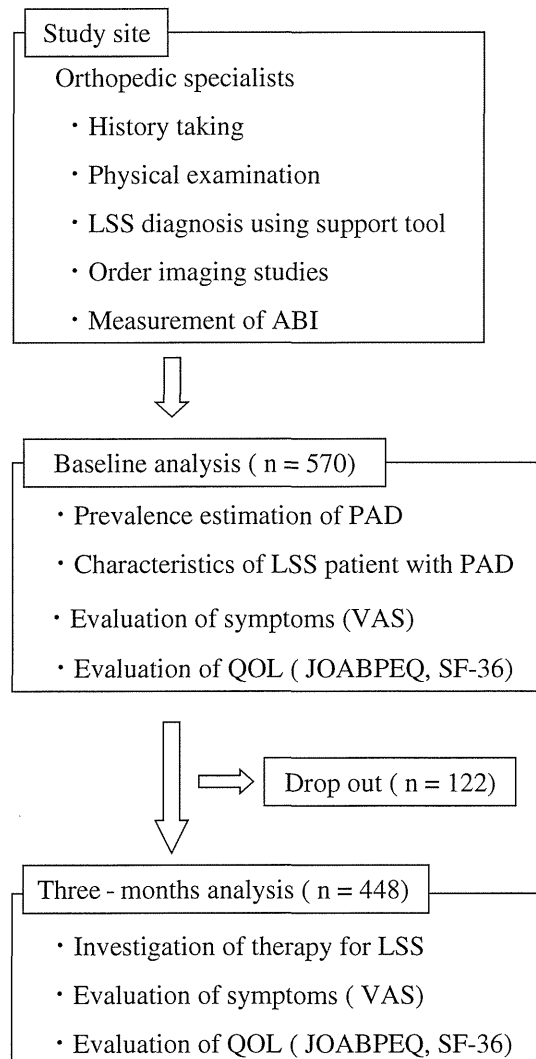 Study site
Orthopedic specialists
・History taking
・Physical examination
・LSS diagnosis using support tool
・Order imaging studies
・Measurement of ABI
Baseline analysis ( n = 570)
・Prevalence estimation of PAD
・Characteristics of LSS patient with PAD
・Evaluation of symptoms (VAS)
・Evaluation of QOL ( JOABPEQ, SF-36)
Drop out ( n = 122)
Three - months analysis ( n = 448)
・Investigation of therapy for LSS
・Evaluation of symptoms ( VAS)
・Evaluation of QOL (JOABPEQ, SF-36)